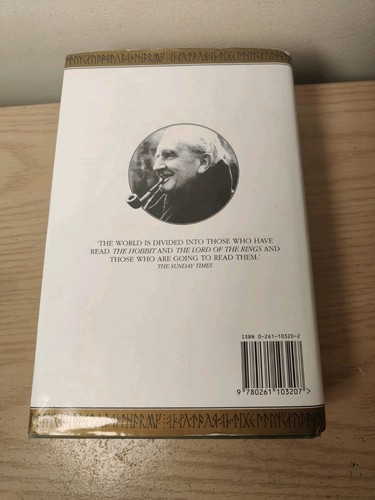 'THE WORLD IS DIVIDED INTO THOSE WHO HAVE
READ THE HOBBIT AND THE LORD OF THE RINGS AND
THOSE WHO ARE GOING TO READ THEM.'
THE SUNDAY TIMES
ISBN 0-261-10320-2
9 780261 103207 >